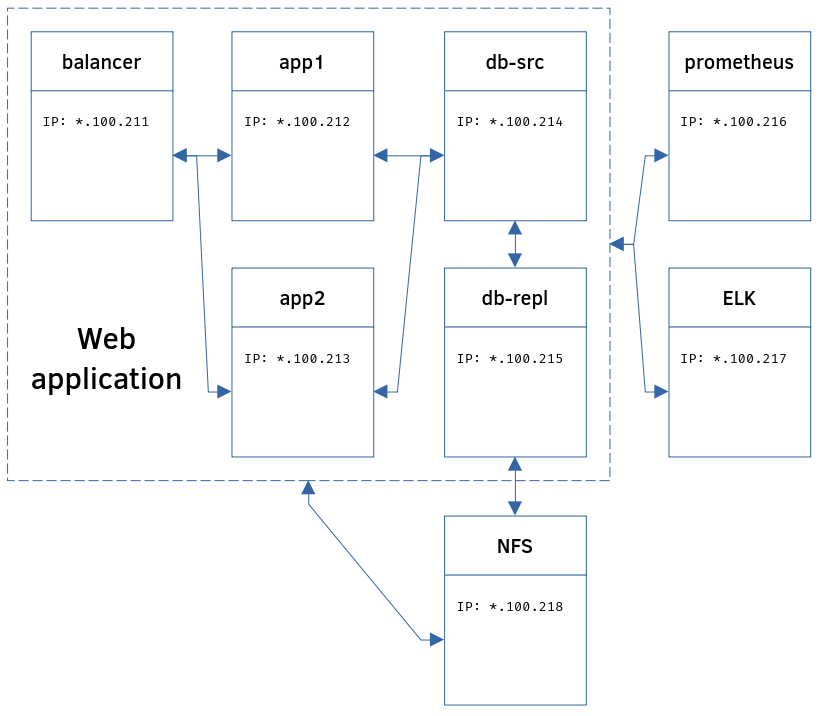 balancer
IP: *.100.211
app1
IP: *.100.212
db-src
IP: *.100.214
prometheus
IP: *.100.216
Web
application
app2
IP: *.100.213
db-repl
IP: *.100.215
ELK
IP: *.100.217
NFS
IP: *.100.218